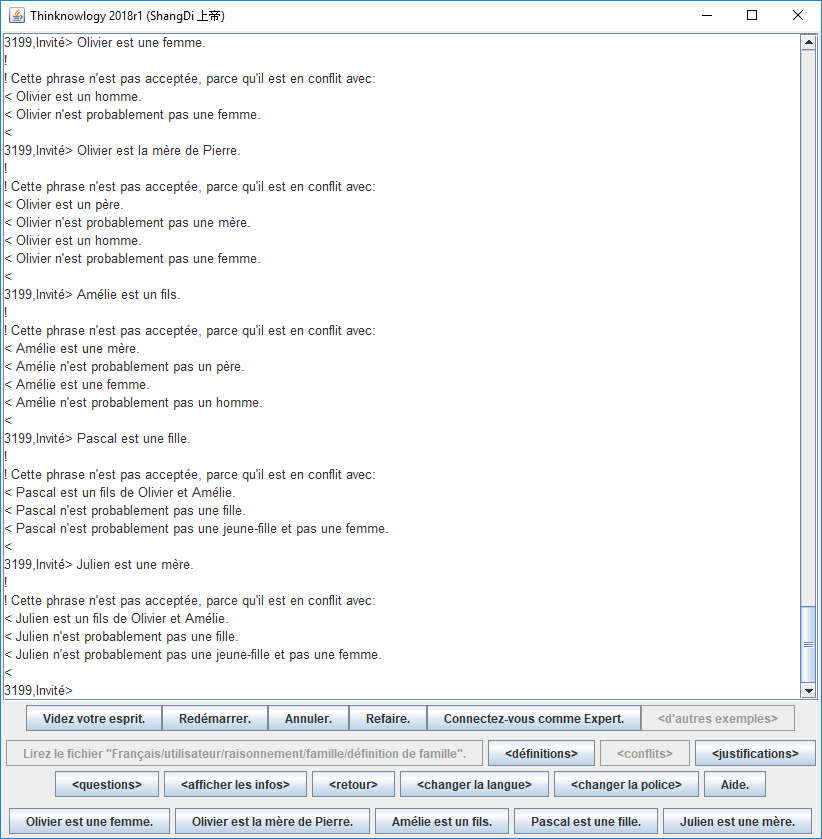 Thinknowlogy 2018r1 (ShangDi 上帝)
3199,Invité> Olivier est une femme.
!
! Cette phrase n'est pas acceptée, parce qu'il est en conflit avec:
< Olivier est un homme.
< Olivier n'est probablement pas une femme.
<
3199,Invité> Olivier est la mère de Pierre.
!
! Cette phrase n'est pas acceptée, parce qu'il est en conflit avec:
< Olivier est un père.
< Olivier n'est probablement pas une mère.
< Olivier est un homme.
< Olivier n'est probablement pas une femme.
<
3199,Invité> Amélie est un fils.
!
! Cette phrase n'est pas acceptée, parce qu'il est en conflit avec:
< Amélie est une mère.
< Amélie n'est probablement pas un père.
< Amélie est une femme.
< Amélie n'est probablement pas un homme.
<
3199,Invité> Pascal est une fille.
!
! Cette phrase n'est pas acceptée, parce qu'il est en conflit avec:
< Pascal est un fils de Olivier et Amélie.
< Pascal n'est probablement pas une fille.
< Pascal n'est probablement pas une jeune-fille et pas une femme.
<
3199,Invité> Julien est une mère.
!
! Cette phrase n'est pas acceptée, parce qu'il est en conflit avec:
< Julien est un fils de Olivier et Amélie.
< Julien n'est probablement pas une fille.
< Julien n'est probablement pas une jeune-fille et pas une femme.
<
3199,Invité>
Videz votre esprit. Redémarrer. Annuler. Refaire. Connectez-vous comme Expert. <d'autres exemples>
Lirez le fichier "Français/utilisateur/raisonnement/famille/définition de famille". <définitions> <conflits> <justifications>
<questions> <afficher les infos> <retour> <changer la langue> <changer la police> Aide.
Olivier est une femme. Olivier est la mère de Pierre. Amélie est un fils. Pascal est une fille. Julien est une mère.